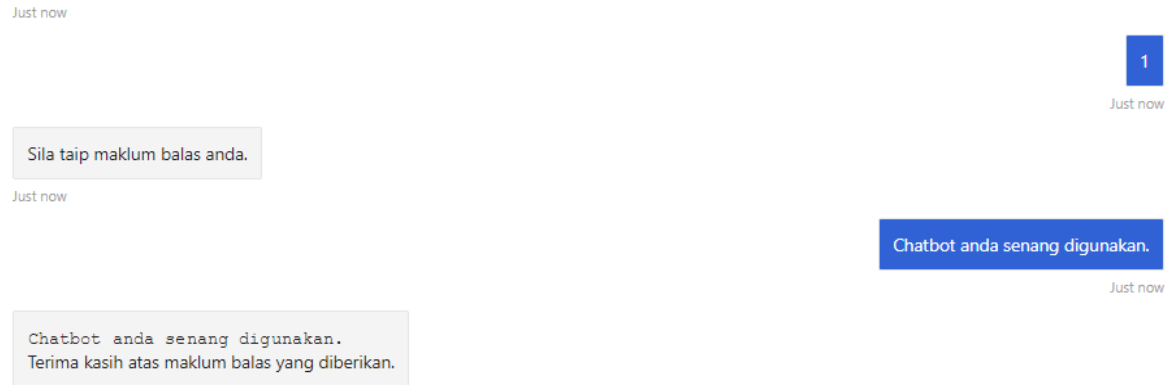 Just now
1
Just now
Sila taip maklum balas anda.
Just now
Chatbot anda senang digunakan.
Just now
Chatbot anda senang digunakan.
Terima kasih atas maklum balas yang diberikan.